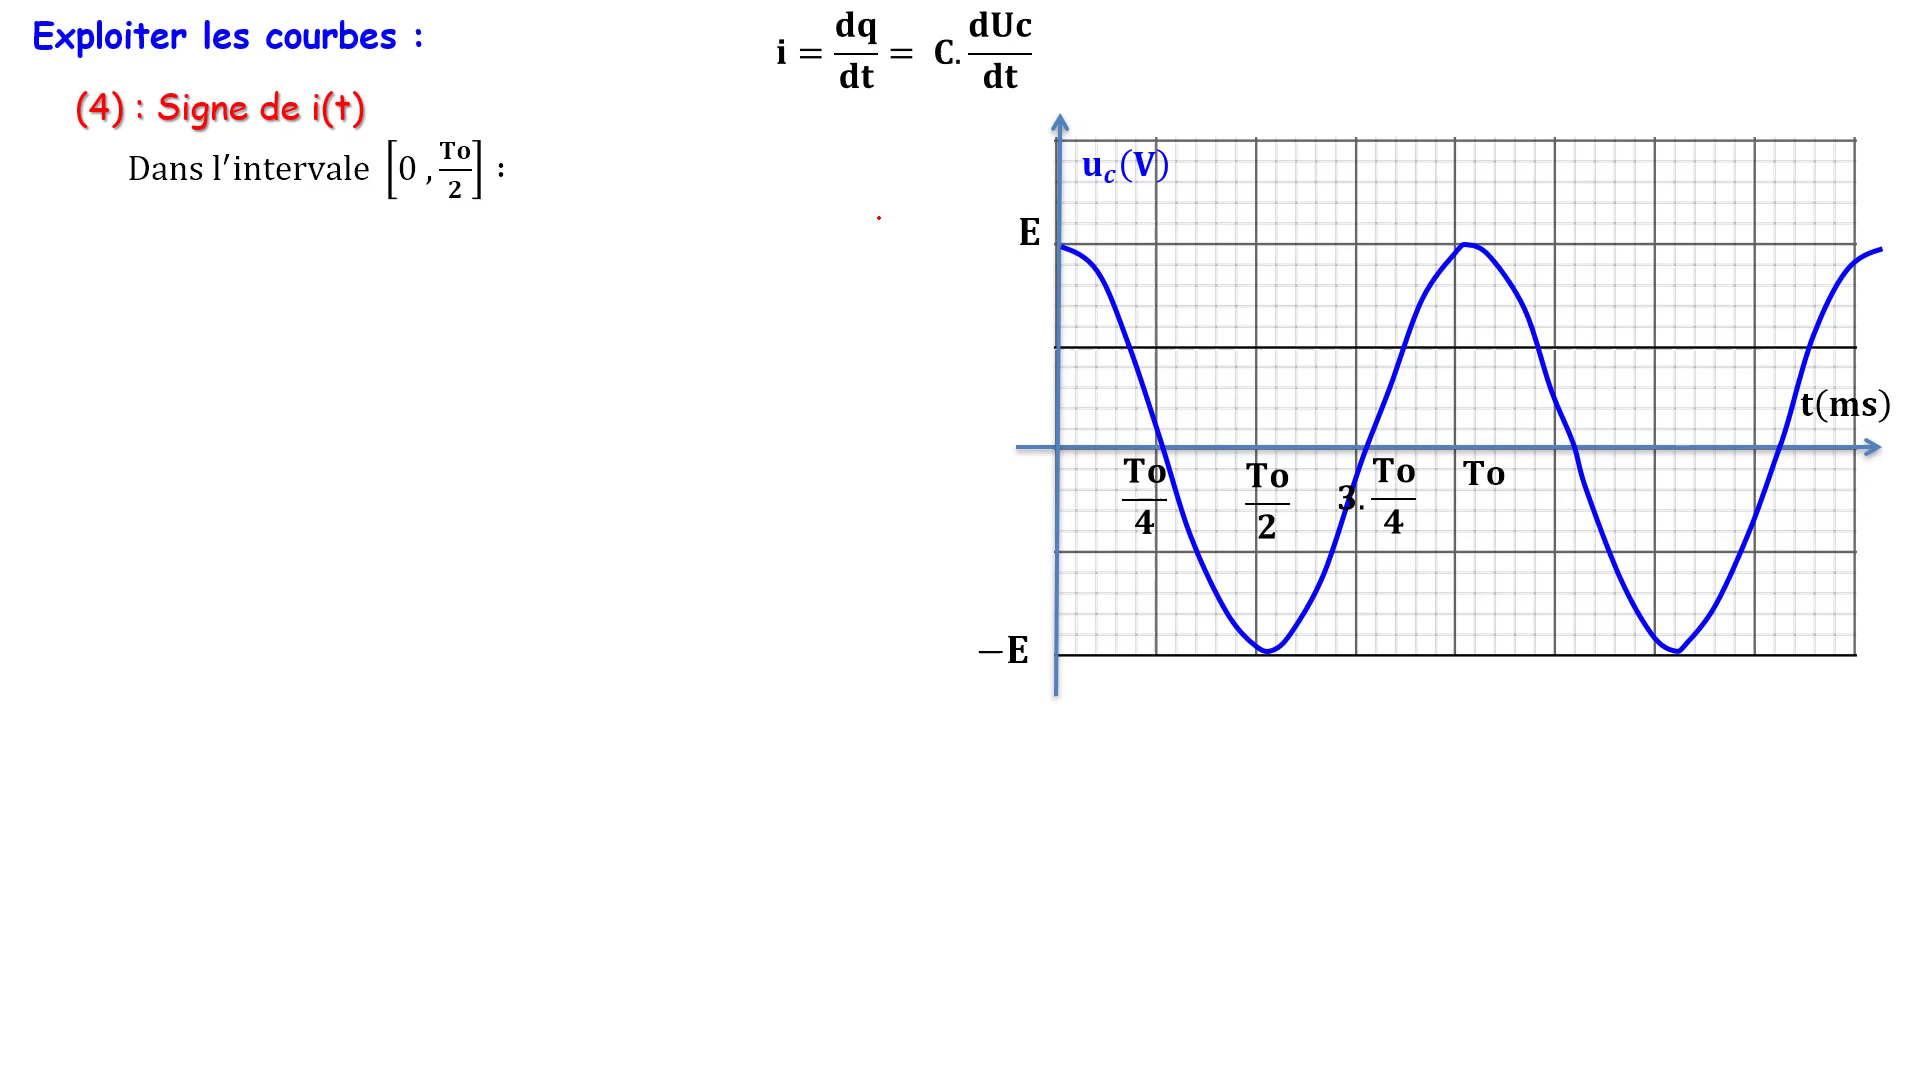 Exploiter les courbes :
i = dq/dt = C. dUc/dt
(4) : Signe de i(t)
Dans l′intervale [0 , To/2] :
u_c(V)
E
t(ms)
To/4
To/2
3. To/4
To
−E